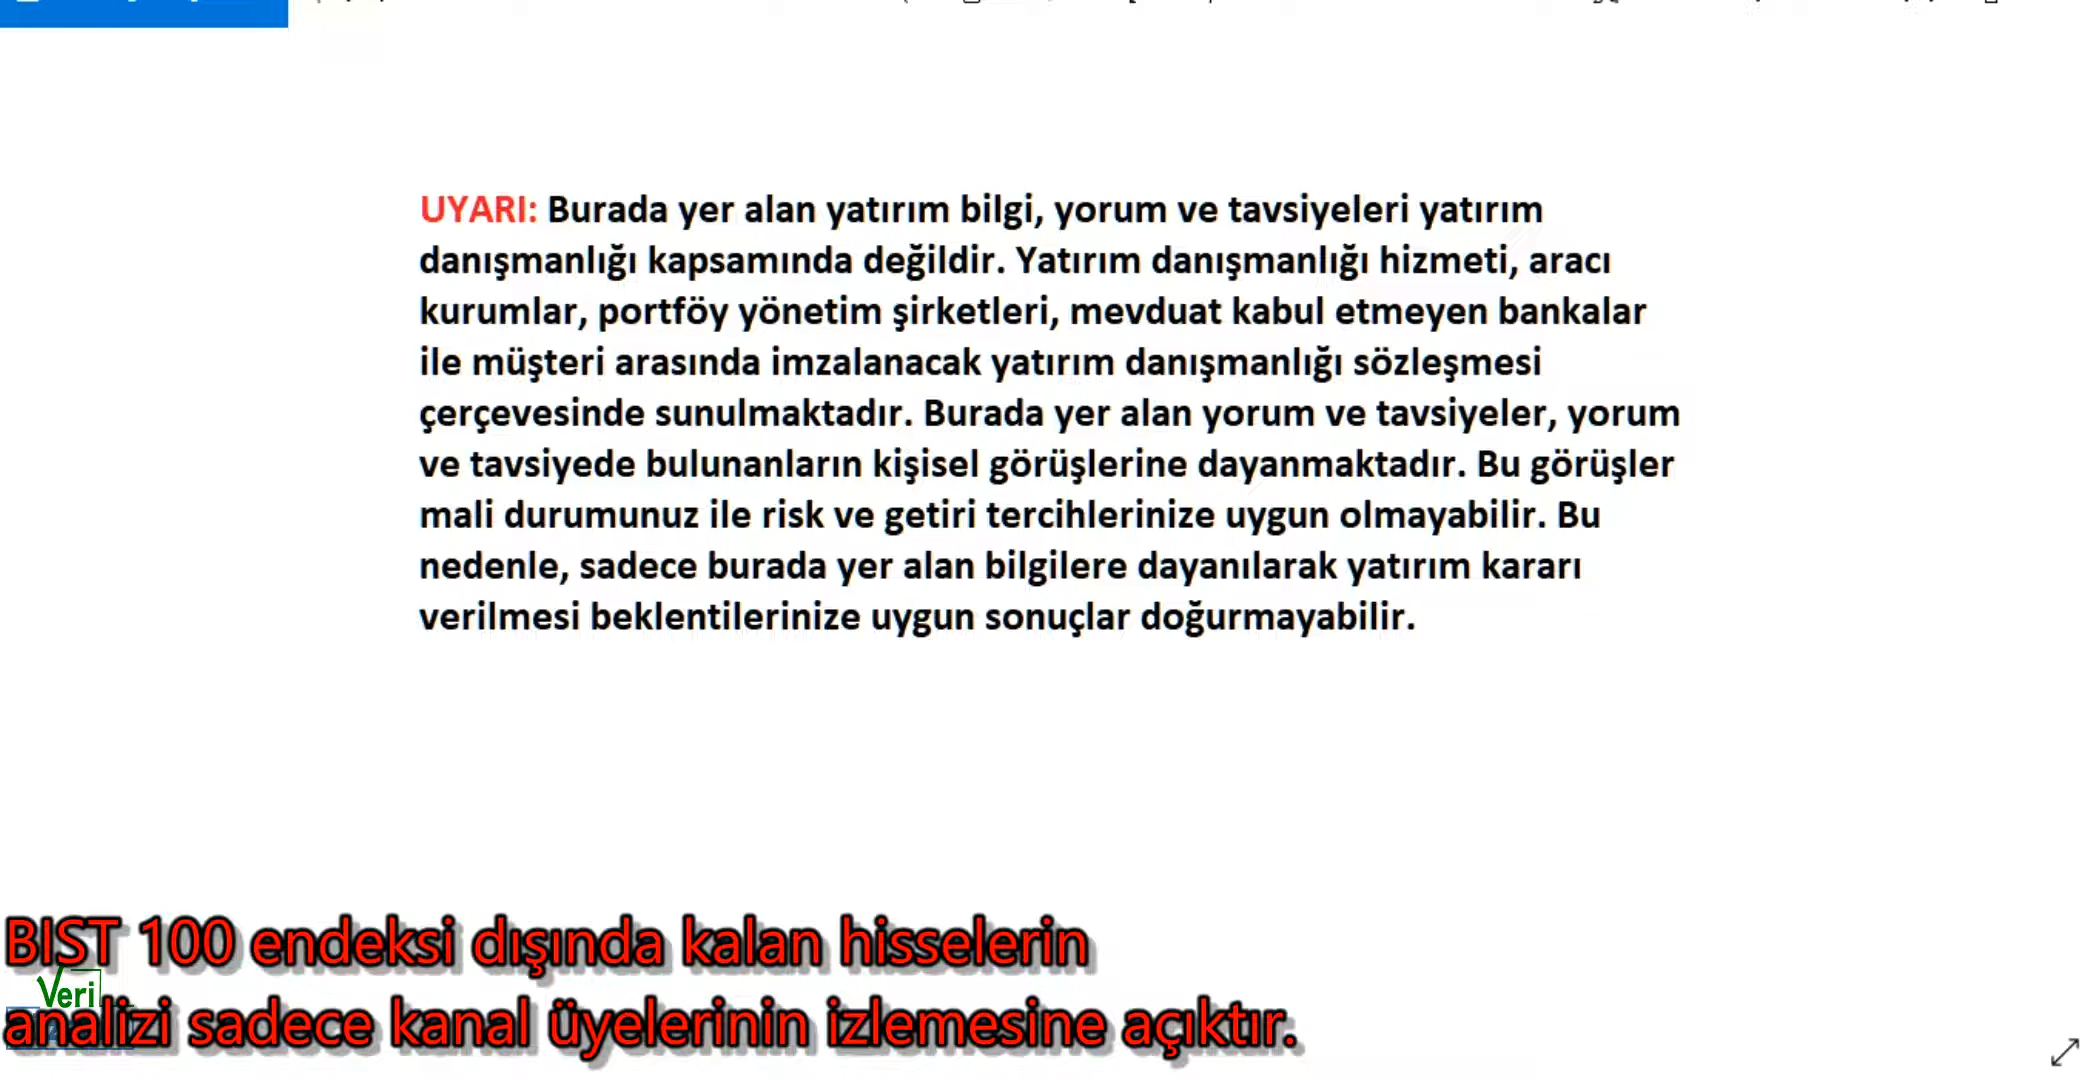 UYARI: Burada yer alan yatırım bilgi, yorum ve tavsiyeleri yatırım
danışmanlığı kapsamında değildir. Yatırım danışmanlığı hizmeti, aracı
kurumlar, portföy yönetim şirketleri, mevduat kabul etmeyen bankalar
ile müşteri arasında imzalanacak yatırım danışmanlığı sözleşmesi
çerçevesinde sunulmaktadır. Burada yer alan yorum ve tavsiyeler, yorum
ve tavsiyede bulunanların kişisel görüşlerine dayanmaktadır. Bu görüşler
mali durumunuz ile risk ve getiri tercihlerinize uygun olmayabilir. Bu
nedenle, sadece burada yer alan bilgilere dayanılarak yatırım kararı
verilmesi beklentilerinize uygun sonuçlar doğurmayabilir.
BIST 100 endeksi dışında kalan hisselerin
Veri
analizi sadece kanal üyelerinin izlemesine açıktır.